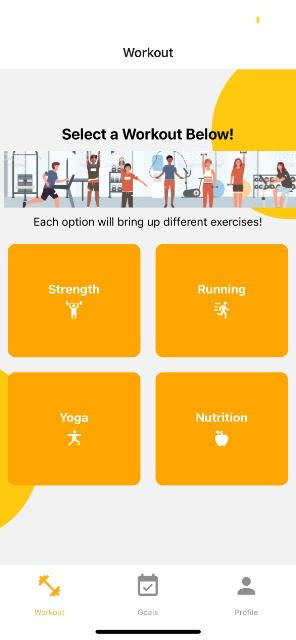 Workout
Select a Workout Below!
Each option will bring up different exercises!
Strength
Running
Yoga
Nutrition
Workout
Goals
Profile